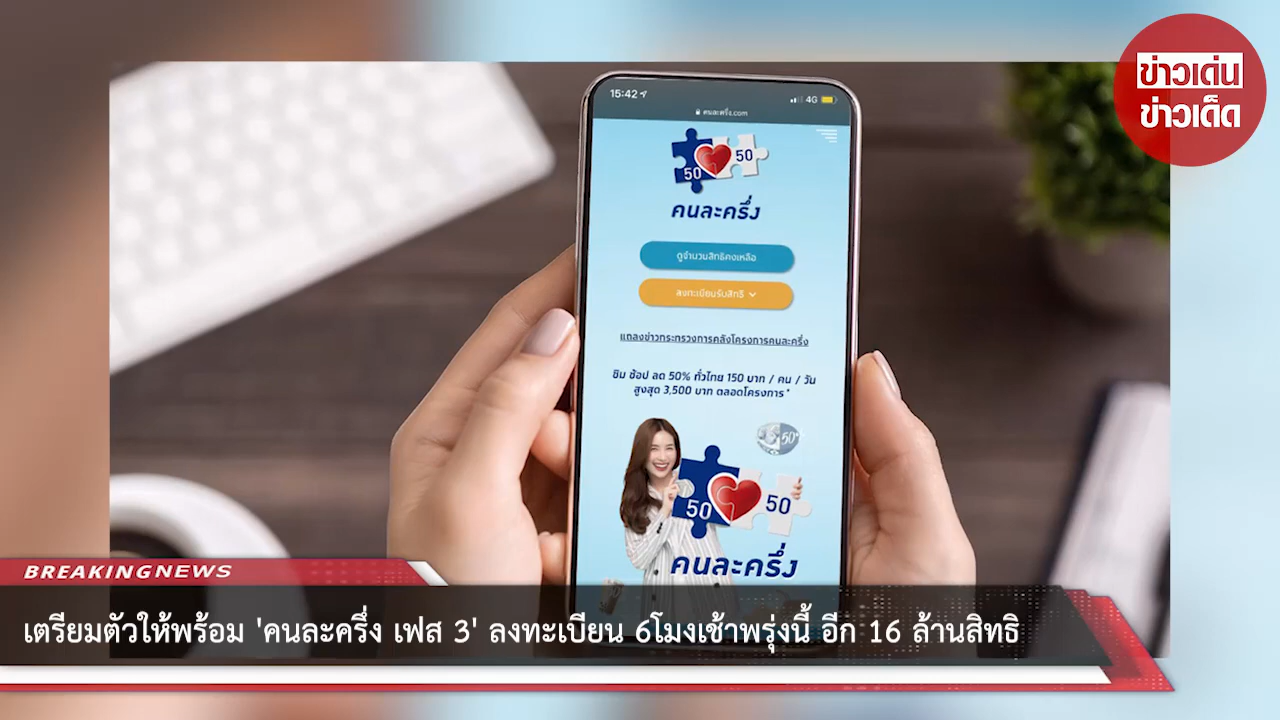 ข่าวเด่น
ข่าวเด็ด
15:42
4G
คนละครึ่ง.com
50
50
คนละครึ่ง
ดูจำนวนสิทธิคงเหลือ
ลงทะเบียนรับสิทธิ
แถลงข่าวกระทรวงการคลังโครงการคนละครึ่ง
ชิม ช้อป ลด 50% ทั่วไทย 150 บาท / คน / วัน
สูงสุด 3,500 บาท ตลอดโครงการ*
50
50
คนละครึ่ง
BREAKINGNEWS
เตรียมตัวให้พร้อม 'คนละครึ่ง เฟส 3' ลงทะเบียน 6โมงเช้าพรุ่งนี้ อีก 16 ล้านสิทธิ